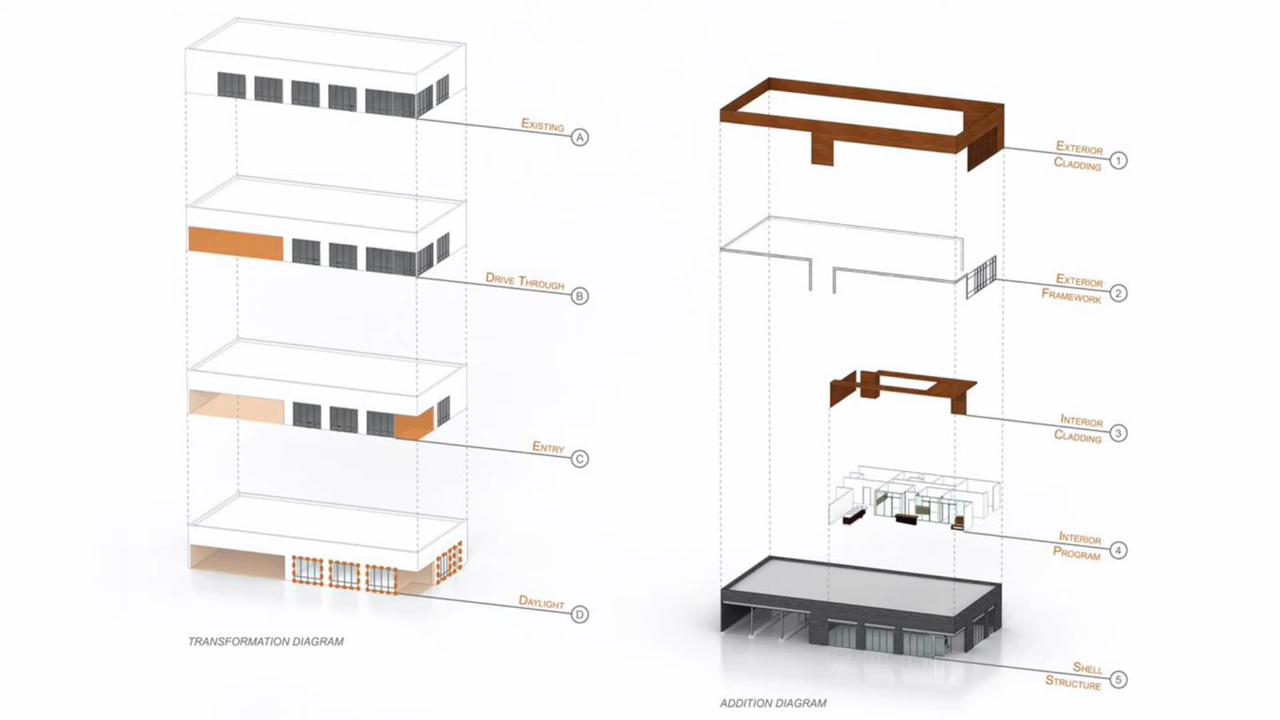 Existing
A
Drive Through
B
Entry
C
Daylight
D
TRANSFORMATION DIAGRAM
Exterior
Cladding
1
Exterior
Framework
2
Interior
Cladding
3
Interior
Program
4
Shell
Structure
5
ADDITION DIAGRAM